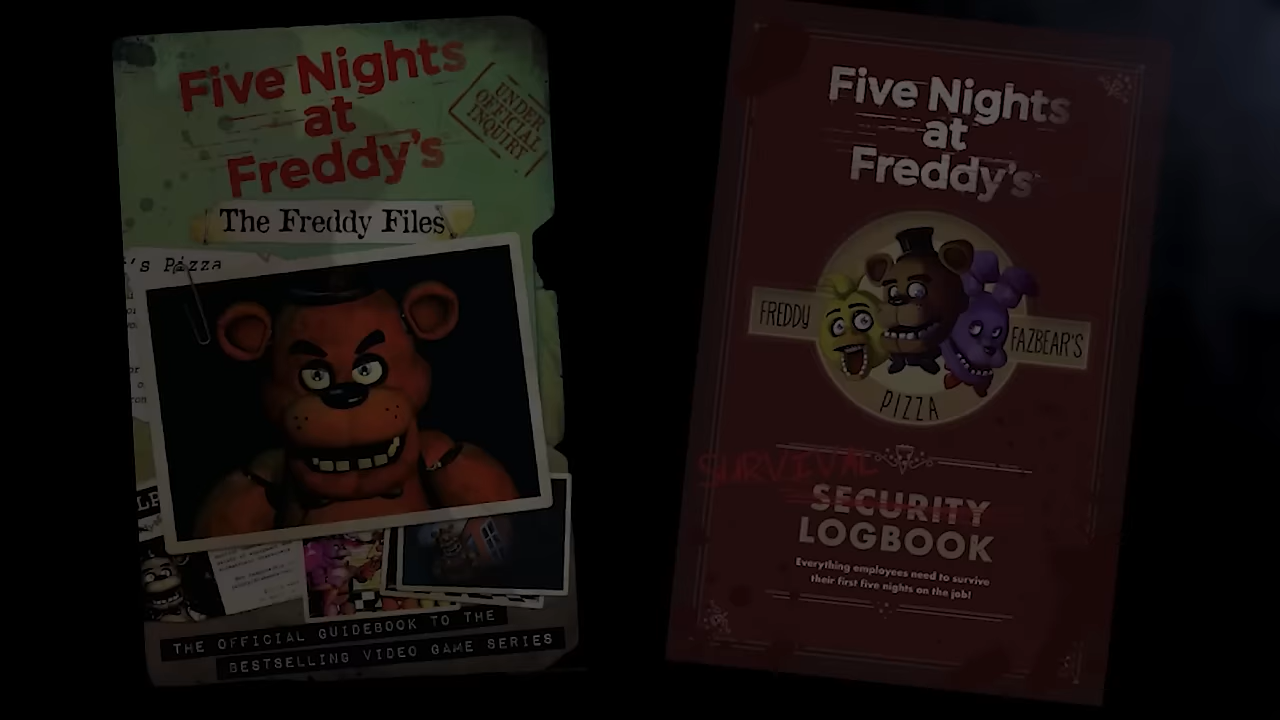 Five Nights
at
Freddy's
UNDER
OFFICIAL
INQUIRY
The Freddy Files
's Pizza
THE OFFICIAL GUIDEBOOK TO THE
BESTSELLING VIDEO GAME SERIES
Five Nights
at
Freddy's
FREDDY
FAZBEAR'S
PIZZA
SURVIVAL
SECURITY
LOGBOOK
Everything employees need to survive
their first five nights on the job!